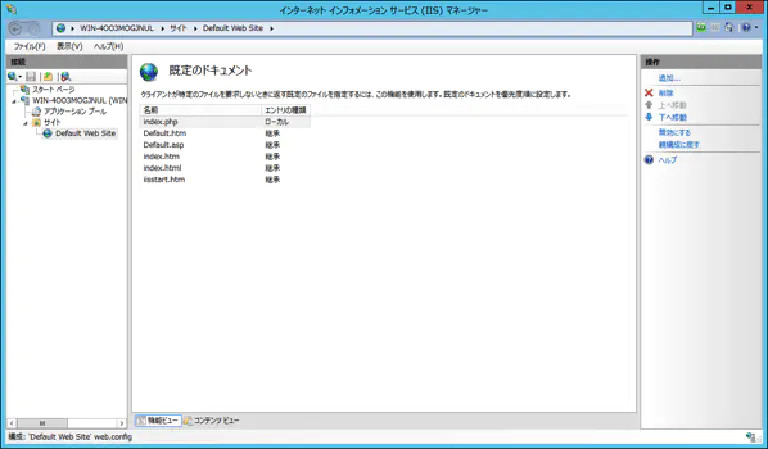 インターネット インフォメーション サービス (IIS) マネージャー
WIN-4O03M0GJNUL ▸ サイト ▸ Default Web Site ▸
ファイル(F) 表示(V) ヘルプ(H)
接続
スタート ページ
WIN-4O03M0GJNUL (WIN
アプリケーション プール
サイト
Default Web Site
既定のドキュメント
クライアントが特定のファイルを要求しないときに返す既定のファイルを指定するには、この機能を使用します。既定のドキュメントを優先度順に設定します。
名前 エントリの種類
index.php ローカル
Default.htm 継承
Default.asp 継承
index.htm 継承
index.html 継承
iisstart.htm 継承
機能ビュー コンテンツ ビュー
操作
追加...
削除
上へ移動
下へ移動
無効にする
親構成に戻す
ヘルプ
構成: 'Default Web Site' web.config